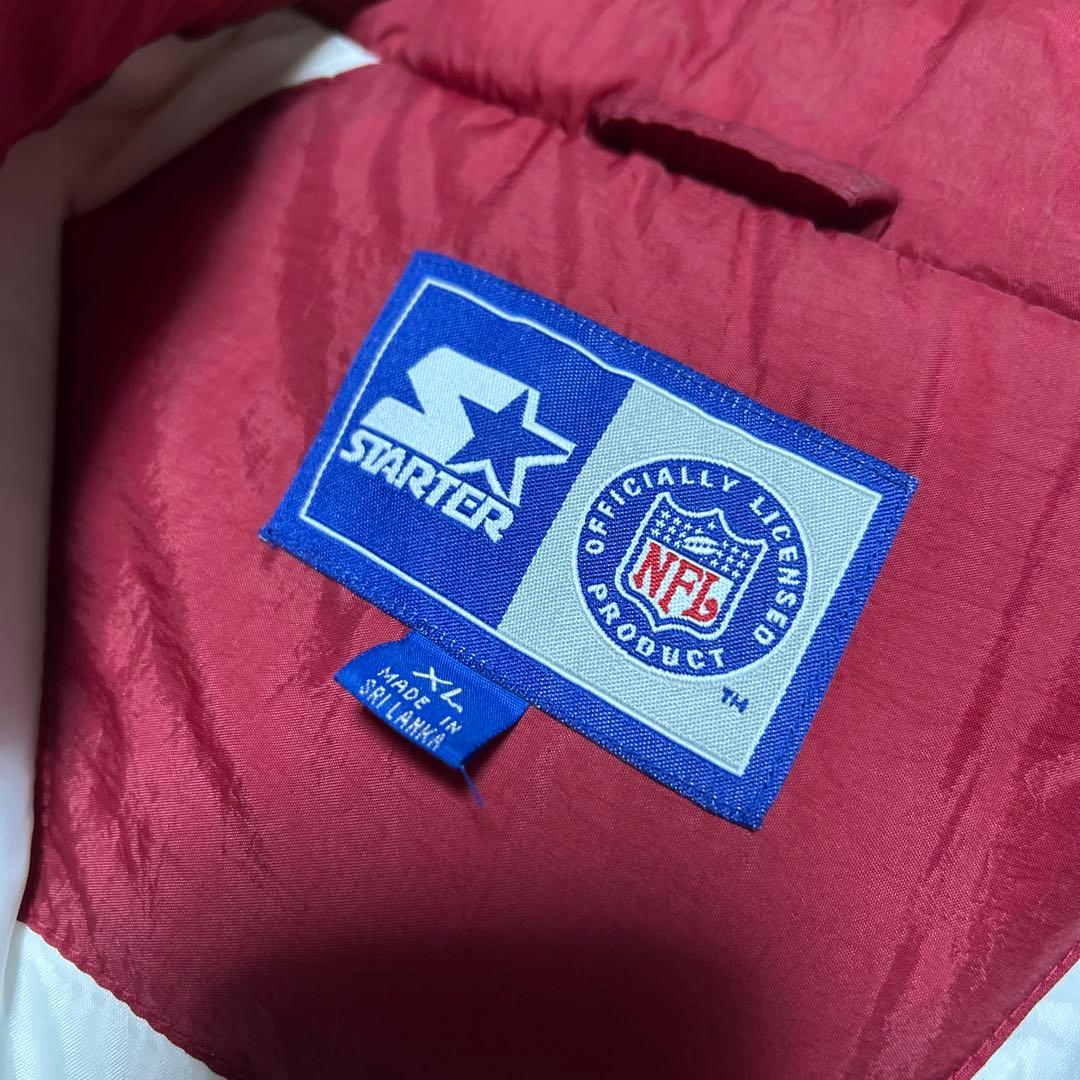 STARTER
OFFICIALLY LICENSED
NFL
PRODUCT
TM
XL
MADE IN
SRI LANKA